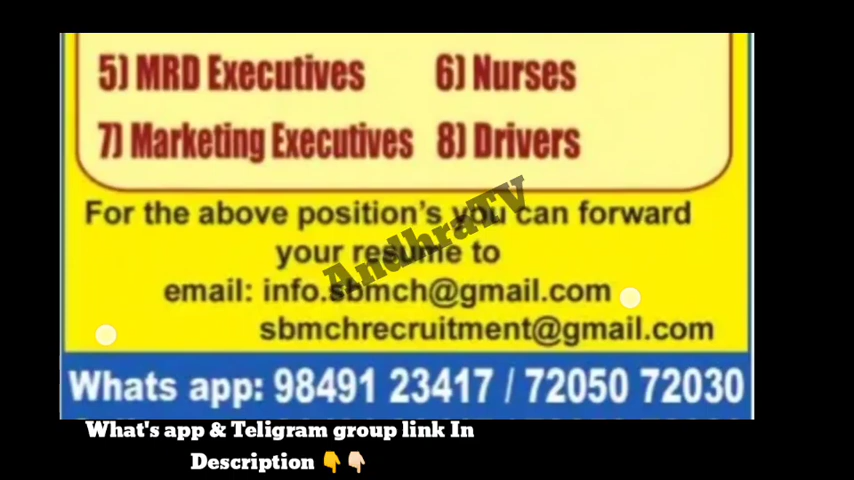 5) MRD Executives 6) Nurses
7) Marketing Executives 8) Drivers
For the above position's you can forward
your resume to
email: info.sbmch@gmail.com
sbmchrecruitment@gmail.com
AndhraTV
Whats app: 98491 23417 / 72050 72030
What's app & Teligram group link In
Description 👇👇🏻